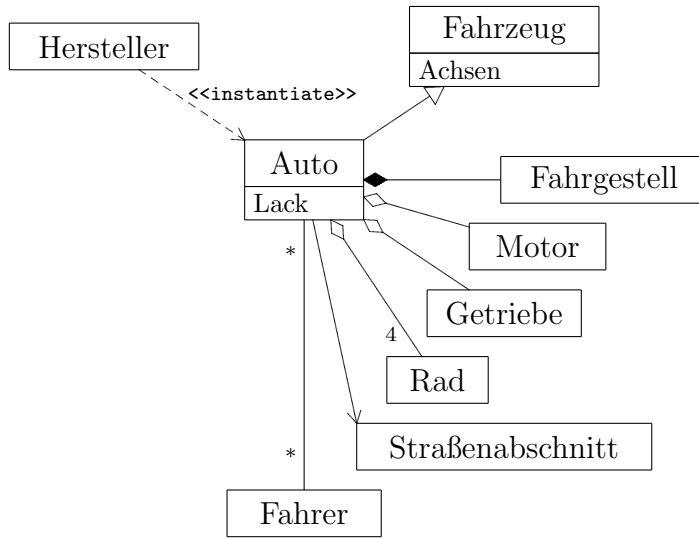 Fahrzeug
Hersteller
Achsen
<<instantiate>>
Auto
Fahrgestell
Lack
*
Motor
Getriebe
4
Rad
Straßenabschnitt
*
Fahrer